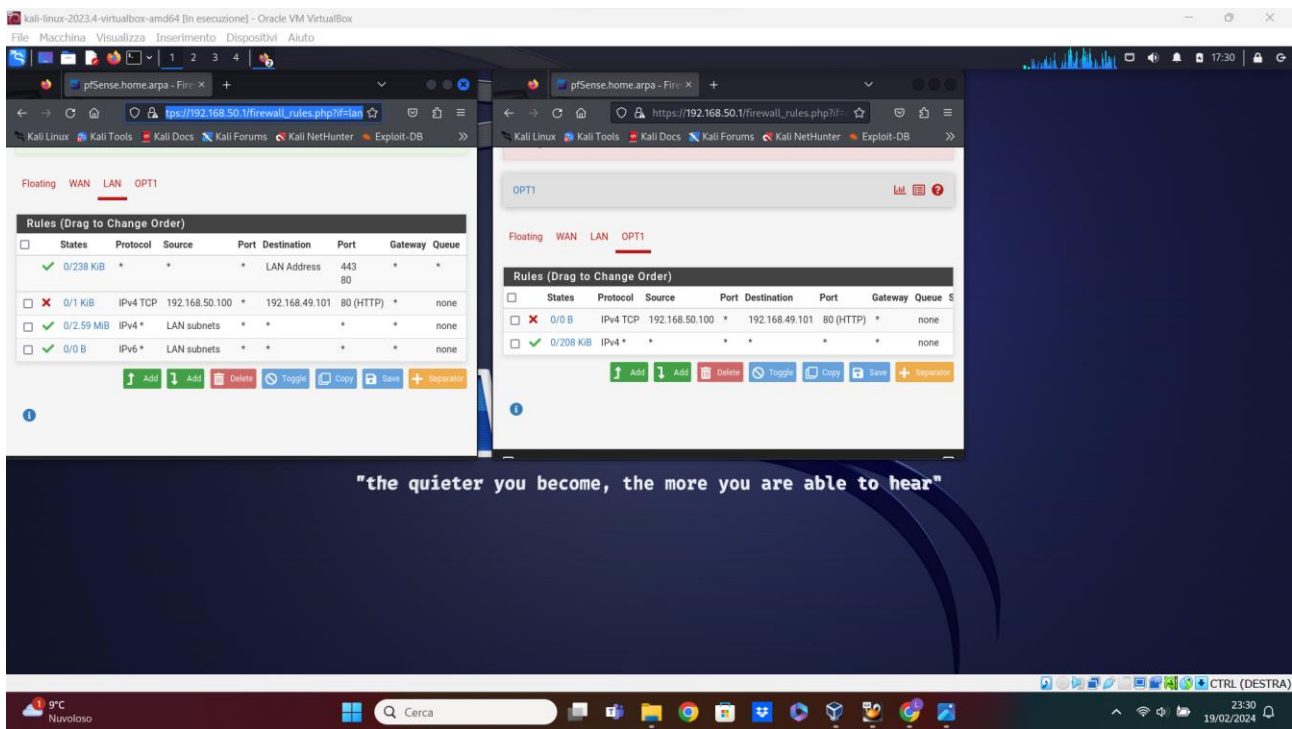 kali-linux-2023.4-virtualbox-amd64 [In esecuzione] - Oracle VM VirtualBox
File Macchina Visualizza Inserimento Dispositivi Aiuto
1 2 3 4
17:30
pfSense.home.arpa - Fire
tps://192.168.50.1/firewall_rules.php?if=lan
Kali Linux Kali Tools Kali Docs Kali Forums Kali NetHunter Exploit-DB
Floating WAN LAN OPT1
Rules (Drag to Change Order)
States Protocol Source Port Destination Port Gateway Queue
0/238 KiB * * * LAN Address 443 * *
80
0/1 KiB IPv4 TCP 192.168.50.100 * 192.168.49.101 80 (HTTP) * none
0/2.59 MiB IPv4 * LAN subnets * * * * none
0/0 B IPv6 * LAN subnets * * * * none
Add Add Delete Toggle Copy Save Separator
pfSense.home.arpa - Fire
https://192.168.50.1/firewall_rules.php?if=
Kali Linux Kali Tools Kali Docs Kali Forums Kali NetHunter Exploit-DB
OPT1
Floating WAN LAN OPT1
Rules (Drag to Change Order)
States Protocol Source Port Destination Port Gateway Queue S
0/0 B IPv4 TCP 192.168.50.100 * 192.168.49.101 80 (HTTP) * none
0/208 KiB IPv4 * * * * * * none
Add Add Delete Toggle Copy Save Separator
"the quieter you become, the more you are able to hear"
CTRL (DESTRA)
1
9°C
Nuvoloso
Cerca
23:30
19/02/2024